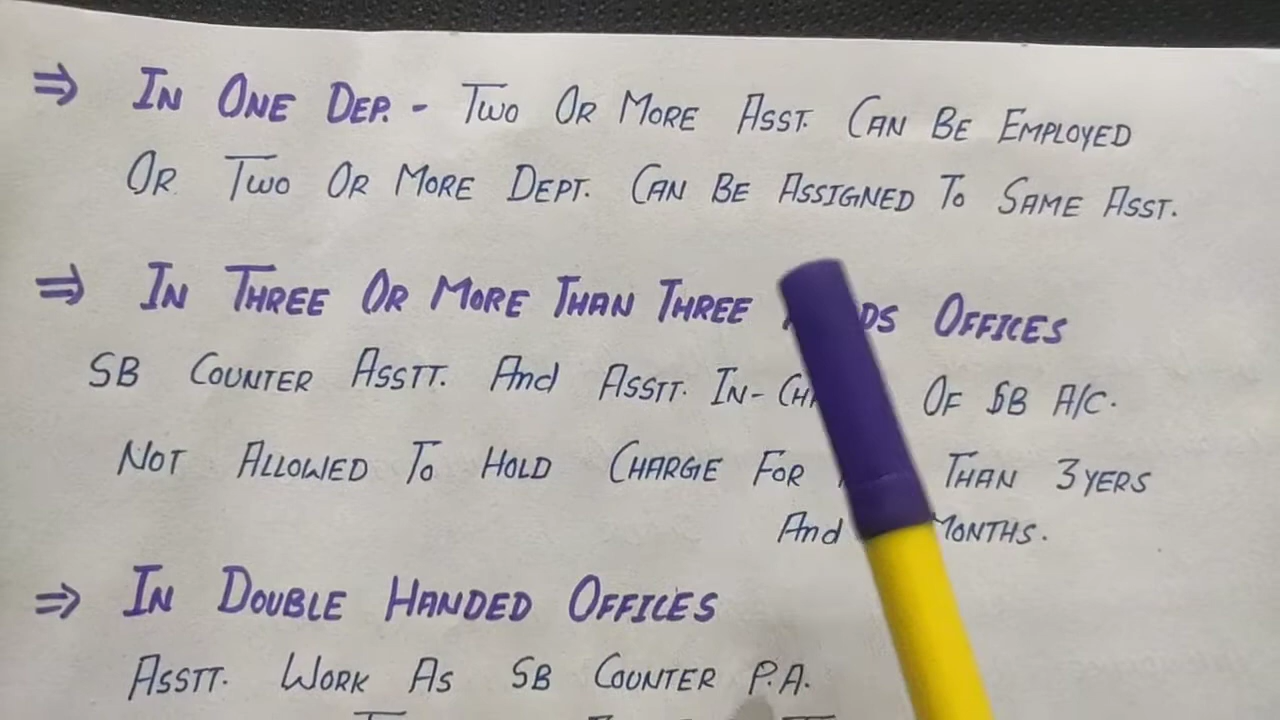 ⇒ IN ONE DEP. - TWO OR MORE ASST. CAN BE EMPLOYED
OR TWO OR MORE DEPT. CAN BE ASSIGNED TO SAME ASST.
⇒ IN THREE OR MORE THAN THREE OFFICES
SB COUNTER ASSTT. And ASSTT. IN- OF SB A/C.
NOT ALLOWED TO HOLD CHARGE FOR THAN 3YERS
And MONTHS.
⇒ IN DOUBLE HANDED OFFICES
ASSTT. WORK AS SB COUNTER P.A.